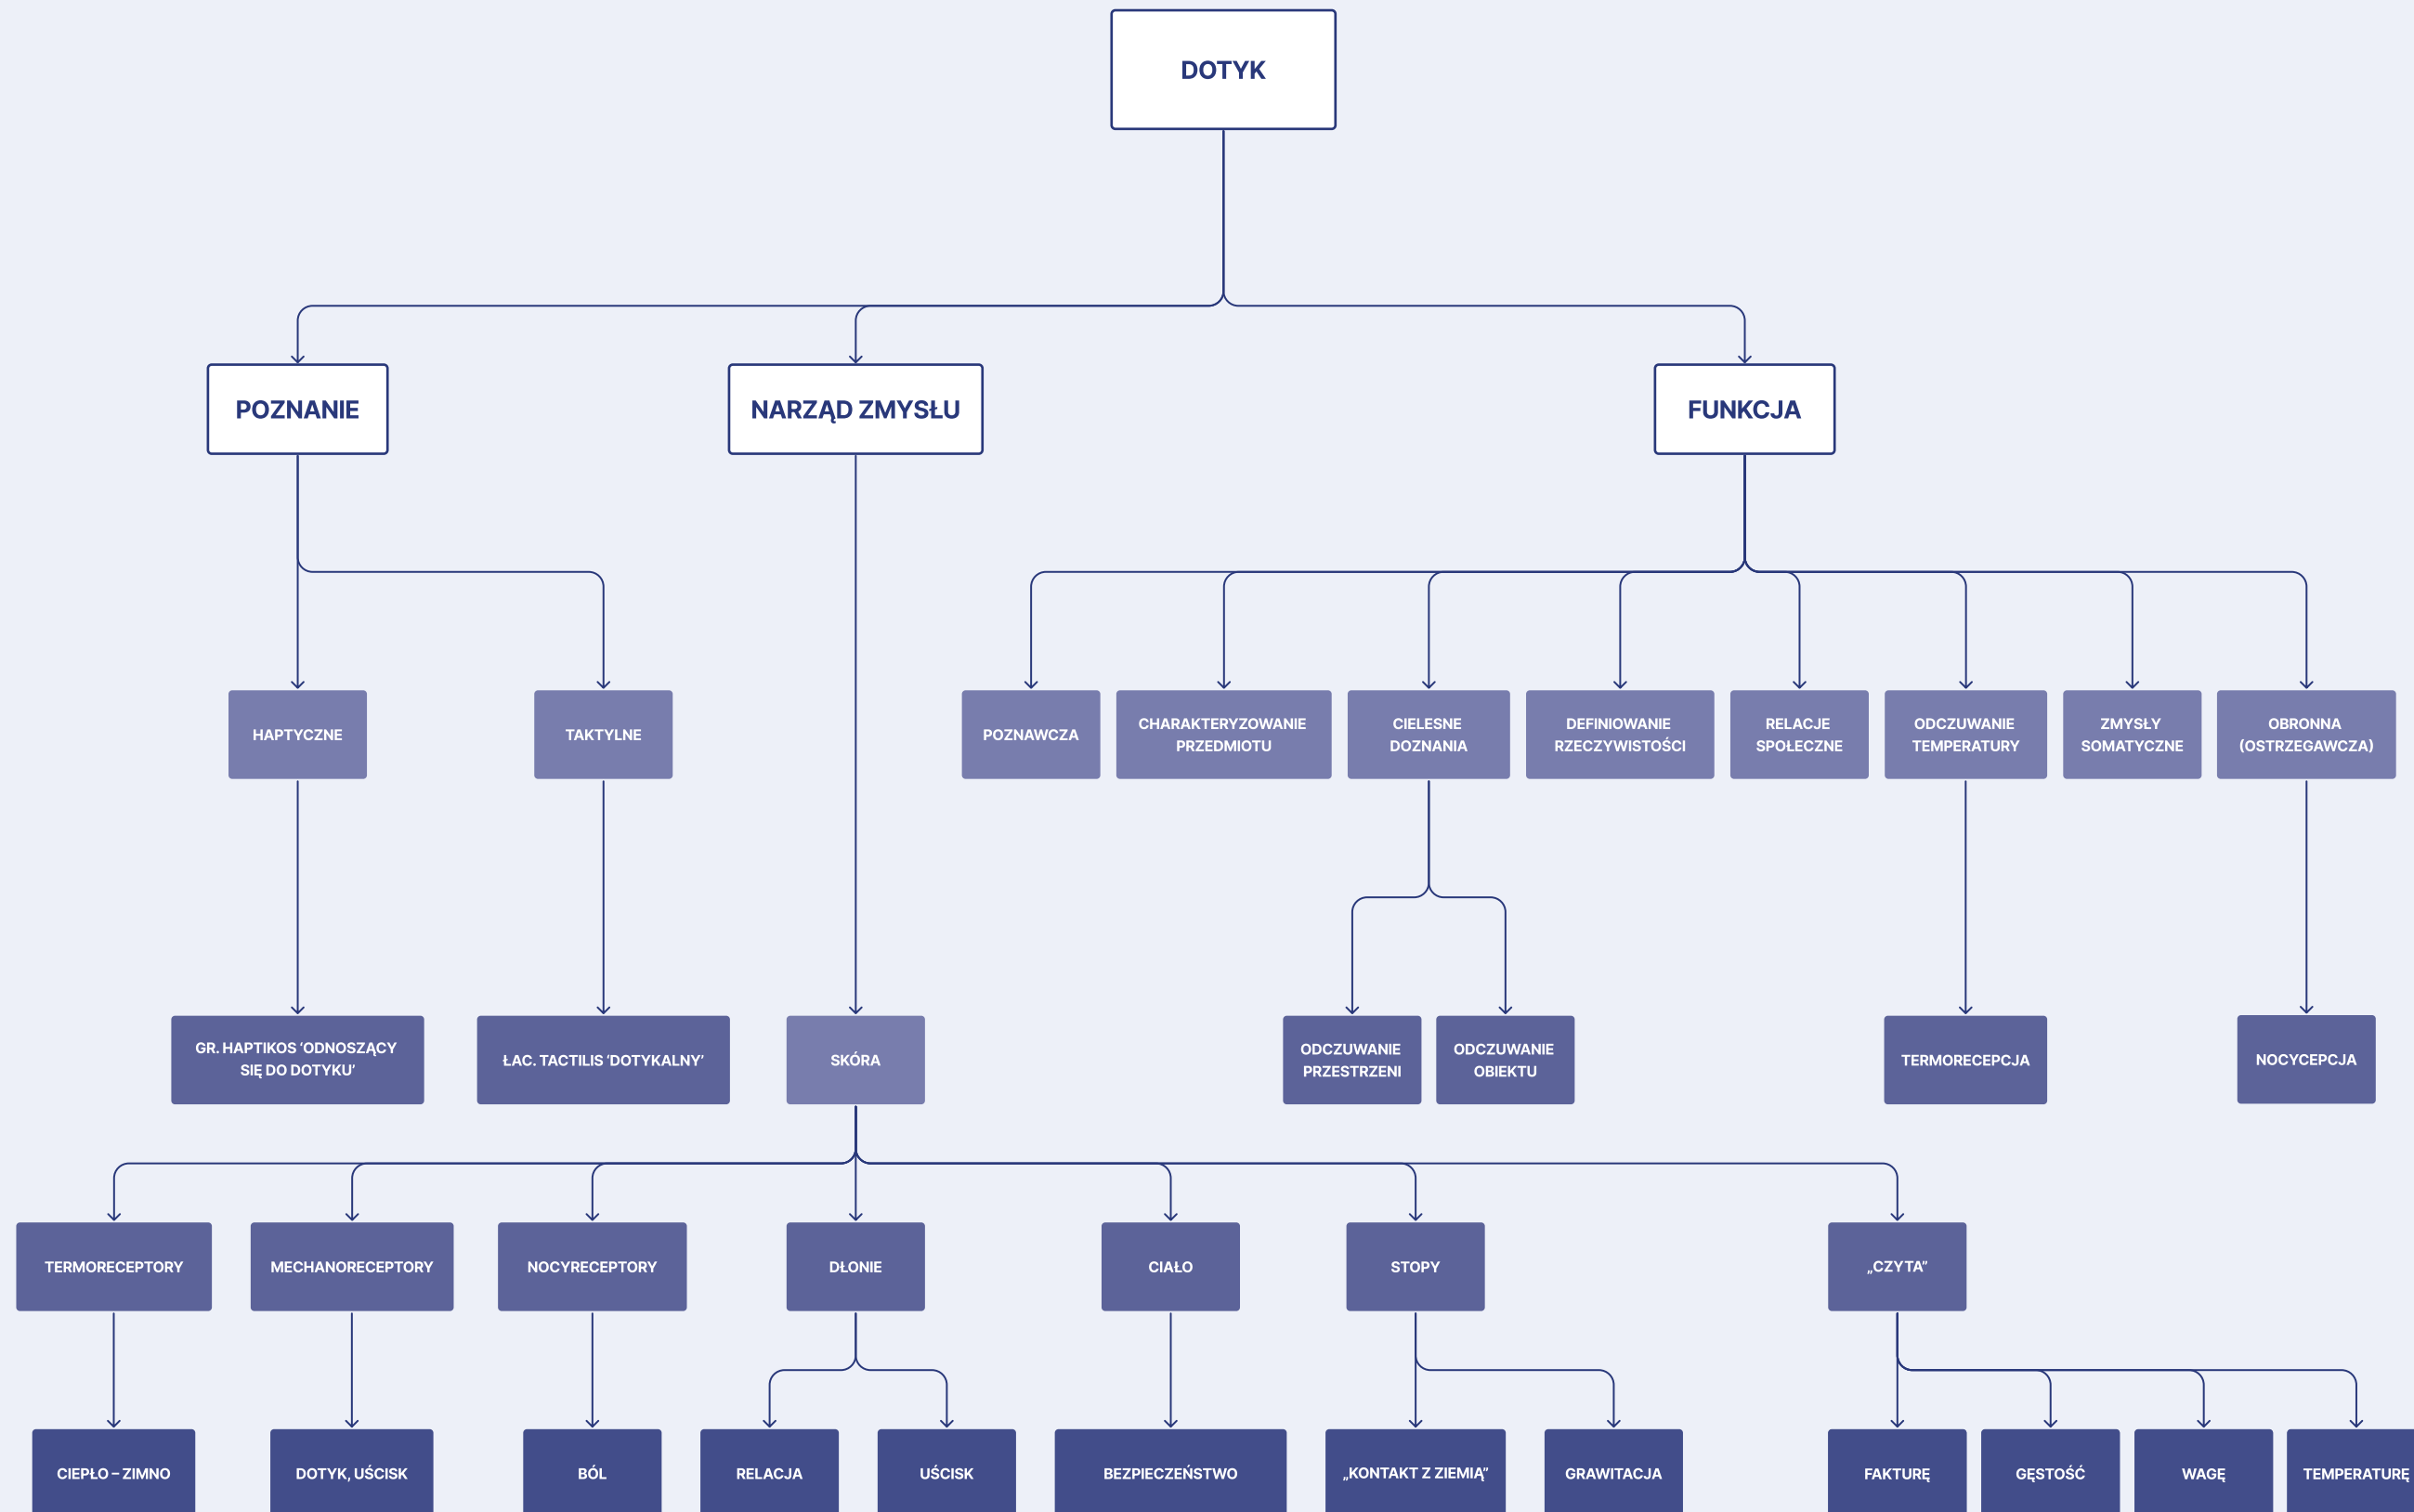 DOTYK
POZNANIE
NARZĄD ZMYSŁU
FUNKCJA
HAPTYCZNE
TAKTYLNE
POZNAWCZA
CHARAKTERYZOWANIE
PRZEDMIOTU
CIELESNE
DOZNANIA
DEFINIOWANIE
RZECZYWISTOŚCI
RELACJE
SPOŁECZNE
ODCZUWANIE
TEMPERATURY
ZMYSŁY
SOMATYCZNE
OBRONNA
(OSTRZEGAWCZA)
GR. HAPTIKOS ‘ODNOSZĄCY
SIĘ DO DOTYKU’
ŁAC. TACTILIS ‘DOTYKALNY’
SKÓRA
ODCZUWANIE
PRZESTRZENI
ODCZUWANIE
OBIEKTU
TERMORECEPCJA
NOCYCEPCJA
TERMORECEPTORY
MECHANORECEPTORY
NOCYRECEPTORY
DŁONIE
CIAŁO
STOPY
„CZYTA”
CIEPŁO – ZIMNO
DOTYK, UŚCISK
BÓL
RELACJA
UŚCISK
BEZPIECZEŃSTWO
„KONTAKT Z ZIEMIĄ”
GRAWITACJA
FAKTURĘ
GĘSTOŚĆ
WAGĘ
TEMPERATURĘ